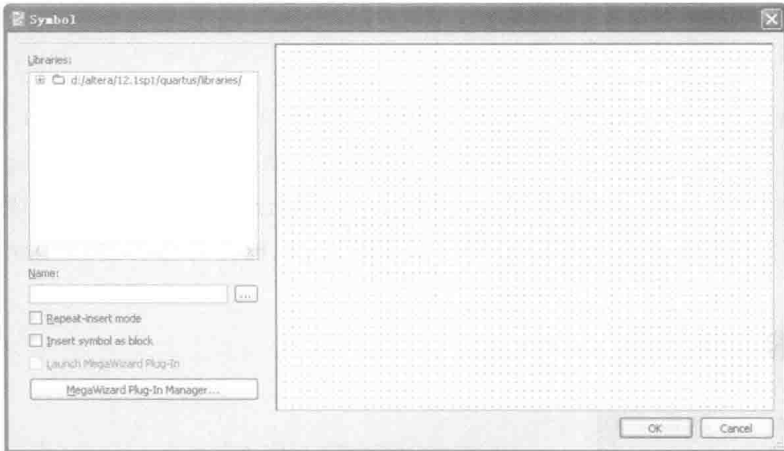 Symbol
Libraries:
d:/altera/12.1sp1/quartus/libraries/
Name:
...
Repeat-insert mode
Insert symbol as block
Launch MegaWizard Plug-In
MegaWizard Plug-In Manager...
OK
Cancel